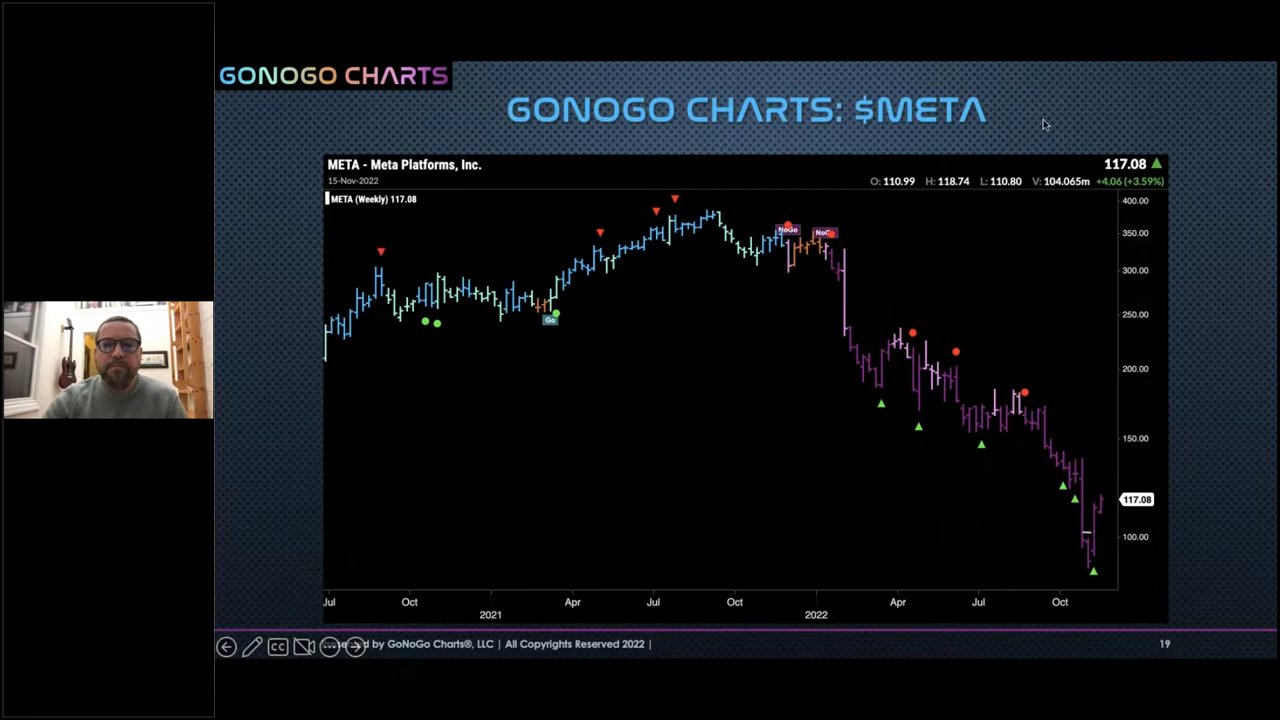 GONOGO CHARTS
GONOGO CHARTS: $META
META - Meta Platforms, Inc.
117.08
15-Nov-2022
O: 110.99 H: 118.74 L: 110.80 V: 104.065m +4.06 (+3.59%)
META (Weekly) 117.08
400.00
350.00
300.00
250.00
200.00
150.00
117.08
100.00
NoGo
Go
Jul Oct Apr Jul Oct Apr Jul Oct
2021 2022
CC
by GoNoGo Charts®, LLC | All Copyrights Reserved 2022 |
19